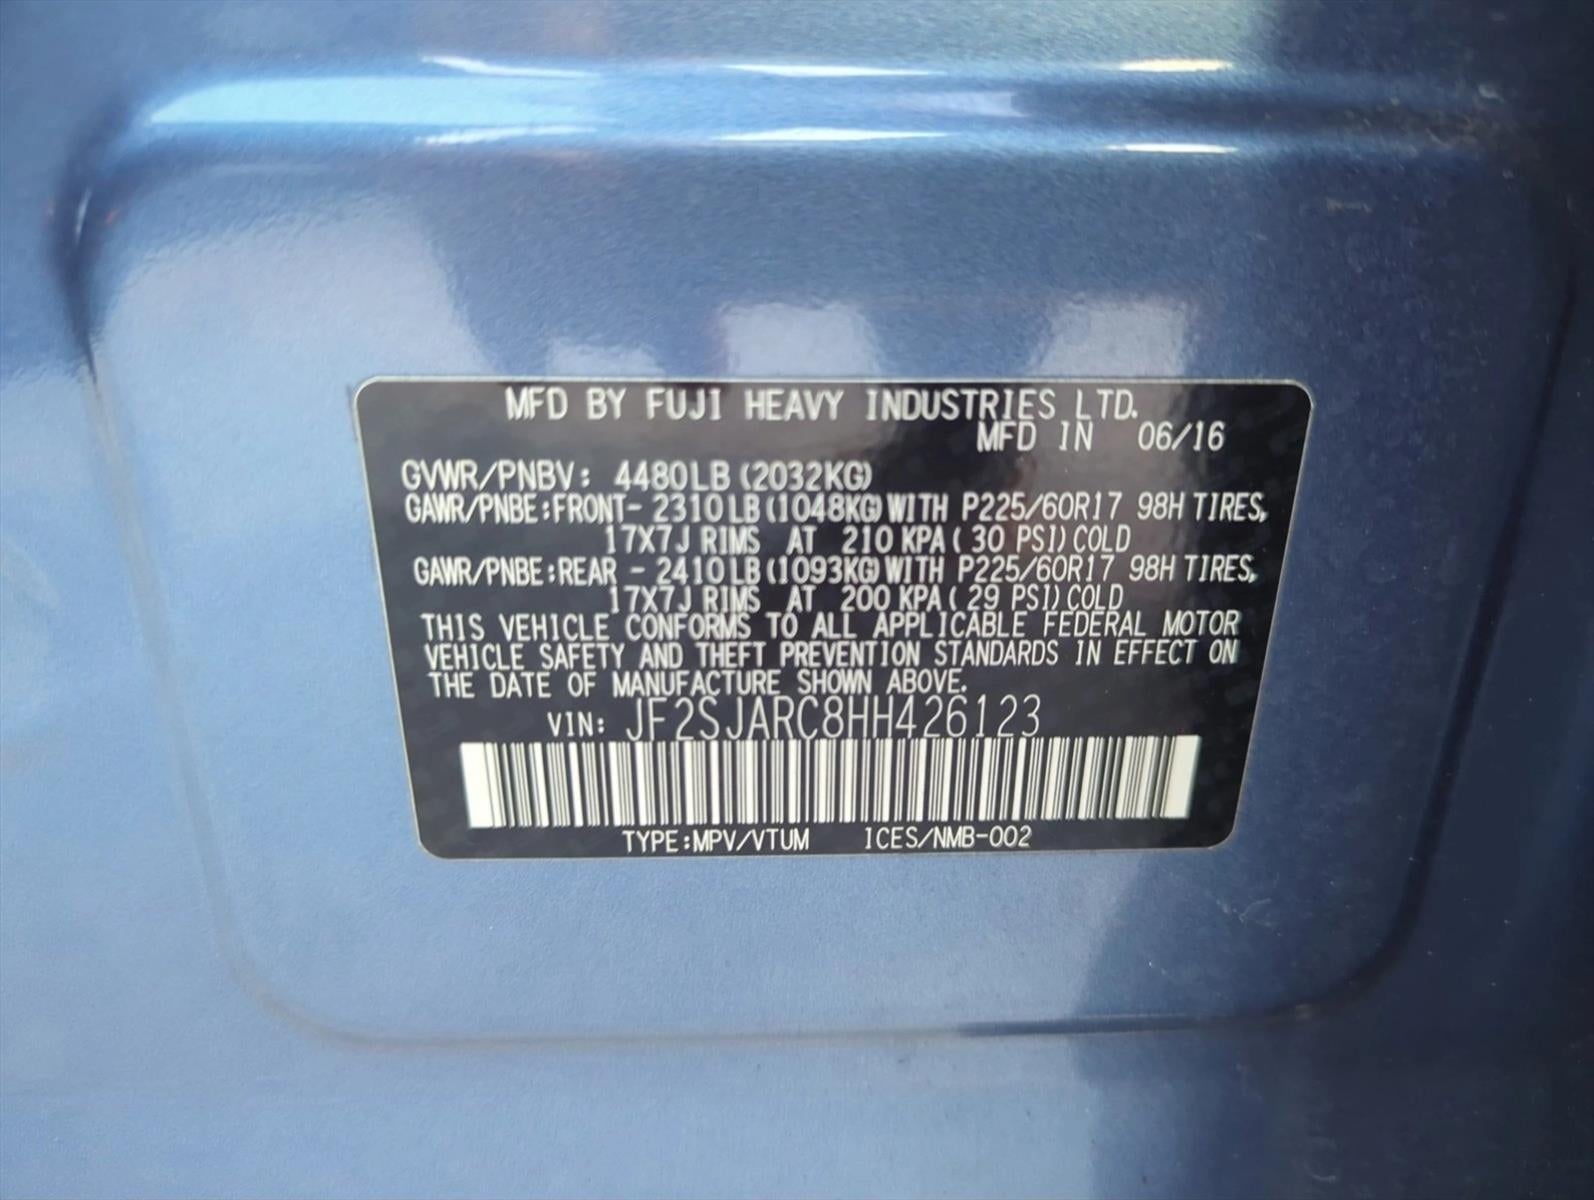 MFD BY FUJI HEAVY INDUSTRIES LTD.
MFD IN 06/16
GVWR/PNBV: 4480LB (2032KG)
GAWR/PNBE:FRONT- 2310LB(1048KG)WITH P225/60R17 98H TIRES,
17X7J RIMS AT 210 KPA( 30 PSI)COLD
GAWR/PNBE:REAR - 2410LB(1093KG)WITH P225/60R17 98H TIRES,
17X7J RIMS AT 200 KPA( 29 PSI)COLD
THIS VEHICLE CONFORMS TO ALL APPLICABLE FEDERAL MOTOR
VEHICLE SAFETY AND THEFT PREVENTION STANDARDS IN EFFECT ON
THE DATE OF MANUFACTURE SHOWN ABOVE.
VIN: JF2SJARC8HH426123
TYPE:MPV/VTUM ICES/NMB-002